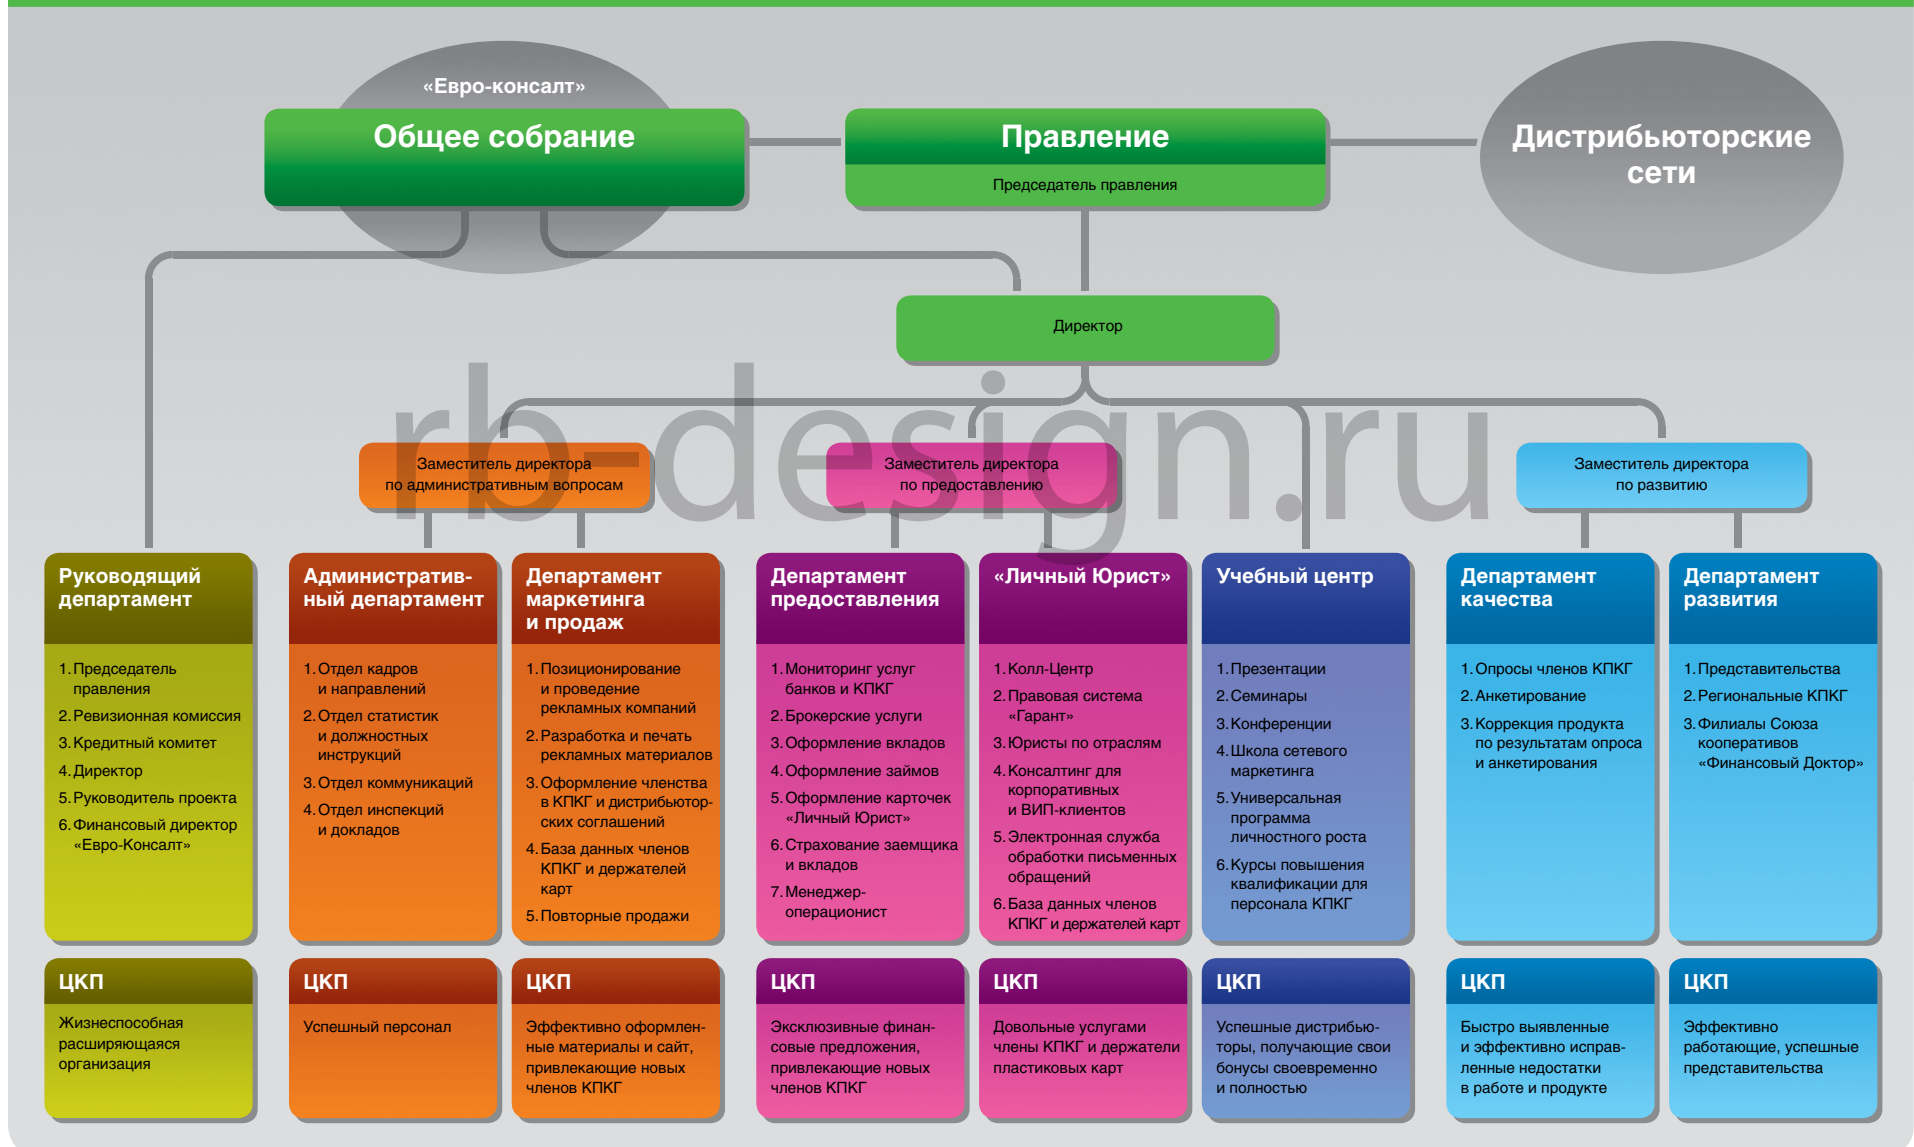 «Евро-консалт»
Общее собрание
Правление
Председатель правления
Дистрибьюторские
сети
Директор
rb-design.ru
Заместитель директора
по административным вопросам
Заместитель директора
по предоставлению
Заместитель директора
по развитию
Руководящий
департамент
1. Председатель
правления
2. Ревизионная комиссия
3. Кредитный комитет
4. Директор
5. Руководитель проекта
6. Финансовый директор
«Евро-Консалт»
ЦКП
Жизнеспособная
расширяющаяся
организация
Административ-
ный департамент
1. Отдел кадров
и направлений
2. Отдел статистик
и должностных
инструкций
3. Отдел коммуникаций
4. Отдел инспекций
и докладов
ЦКП
Успешный персонал
Департамент
маркетинга
и продаж
1. Позиционирование
и проведение
рекламных компаний
2. Разработка и печать
рекламных материалов
3. Оформление членства
в КПКГ и дистрибьютор-
ских соглашений
4. База данных членов
КПКГ и держателей
карт
5. Повторные продажи
ЦКП
Эффективно оформлен-
ные материалы и сайт,
привлекающие новых
членов КПКГ
Департамент
предоставления
1. Мониторинг услуг
банков и КПКГ
2. Брокерские услуги
3. Оформление вкладов
4. Оформление займов
5. Оформление карточек
«Личный Юрист»
6. Страхование заемщика
и вкладов
7. Менеджер-
операционист
ЦКП
Эксклюзивные финан-
совые предложения,
привлекающие новых
членов КПКГ
«Личный Юрист»
1. Колл-Центр
2. Правовая система
«Гарант»
3. Юристы по отраслям
4. Консалтинг для
корпоративных
и ВИП-клиентов
5. Электронная служба
обработки письменных
обращений
6. База данных членов
КПКГ и держателей карт
ЦКП
Довольные услугами
члены КПКГ и держатели
пластиковых карт
Учебный центр
1. Презентации
2. Семинары
3. Конференции
4. Школа сетевого
маркетинга
5. Универсальная
программа
личностного роста
6. Курсы повышения
квалификации для
персонала КПКГ
ЦКП
Успешные дистрибью-
торы, получающие свои
бонусы своевременно
и полностью
Департамент
качества
1. Опросы членов КПКГ
2. Анкетирование
3. Коррекция продукта
по результатам опроса
и анкетирования
ЦКП
Быстро выявленные
и эффективно исправ-
ленные недостатки
в работе и продукте
Департамент
развития
1. Представительства
2. Региональные КПКГ
3. Филиалы Союза
кооперативов
«Финансовый Доктор»
ЦКП
Эффективно
работающие, успешные
представительства